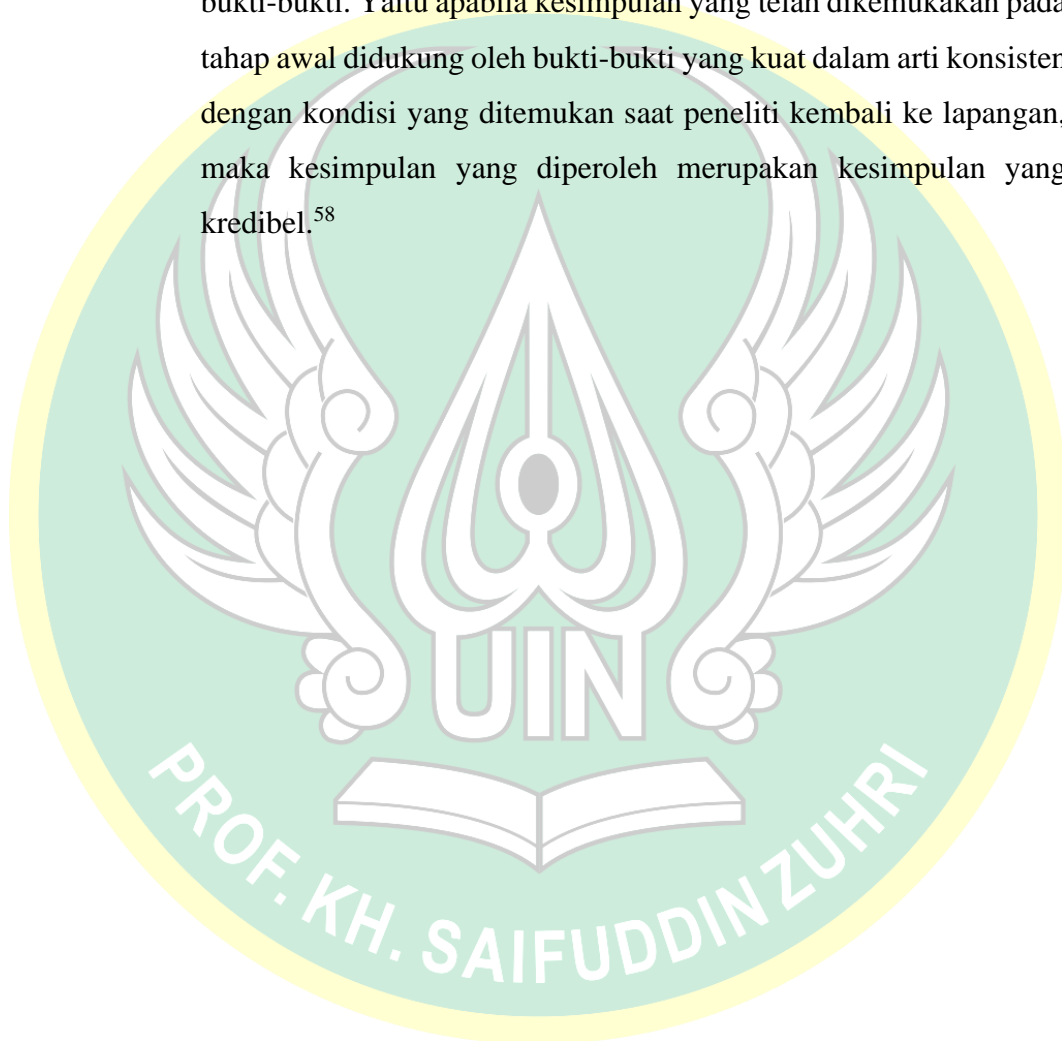 bukti-bukti. Yaitu apabila kesimpulan yang telah dikemukakan pada
tahap awal didukung oleh bukti-bukti yang kuat dalam arti konsisten
dengan kondisi yang ditemukan saat peneliti kembali ke lapangan,
maka kesimpulan yang diperoleh merupakan kesimpulan yang
kredibel.58
UIN
PROF. KH. SAIFUDDIN ZUHRI